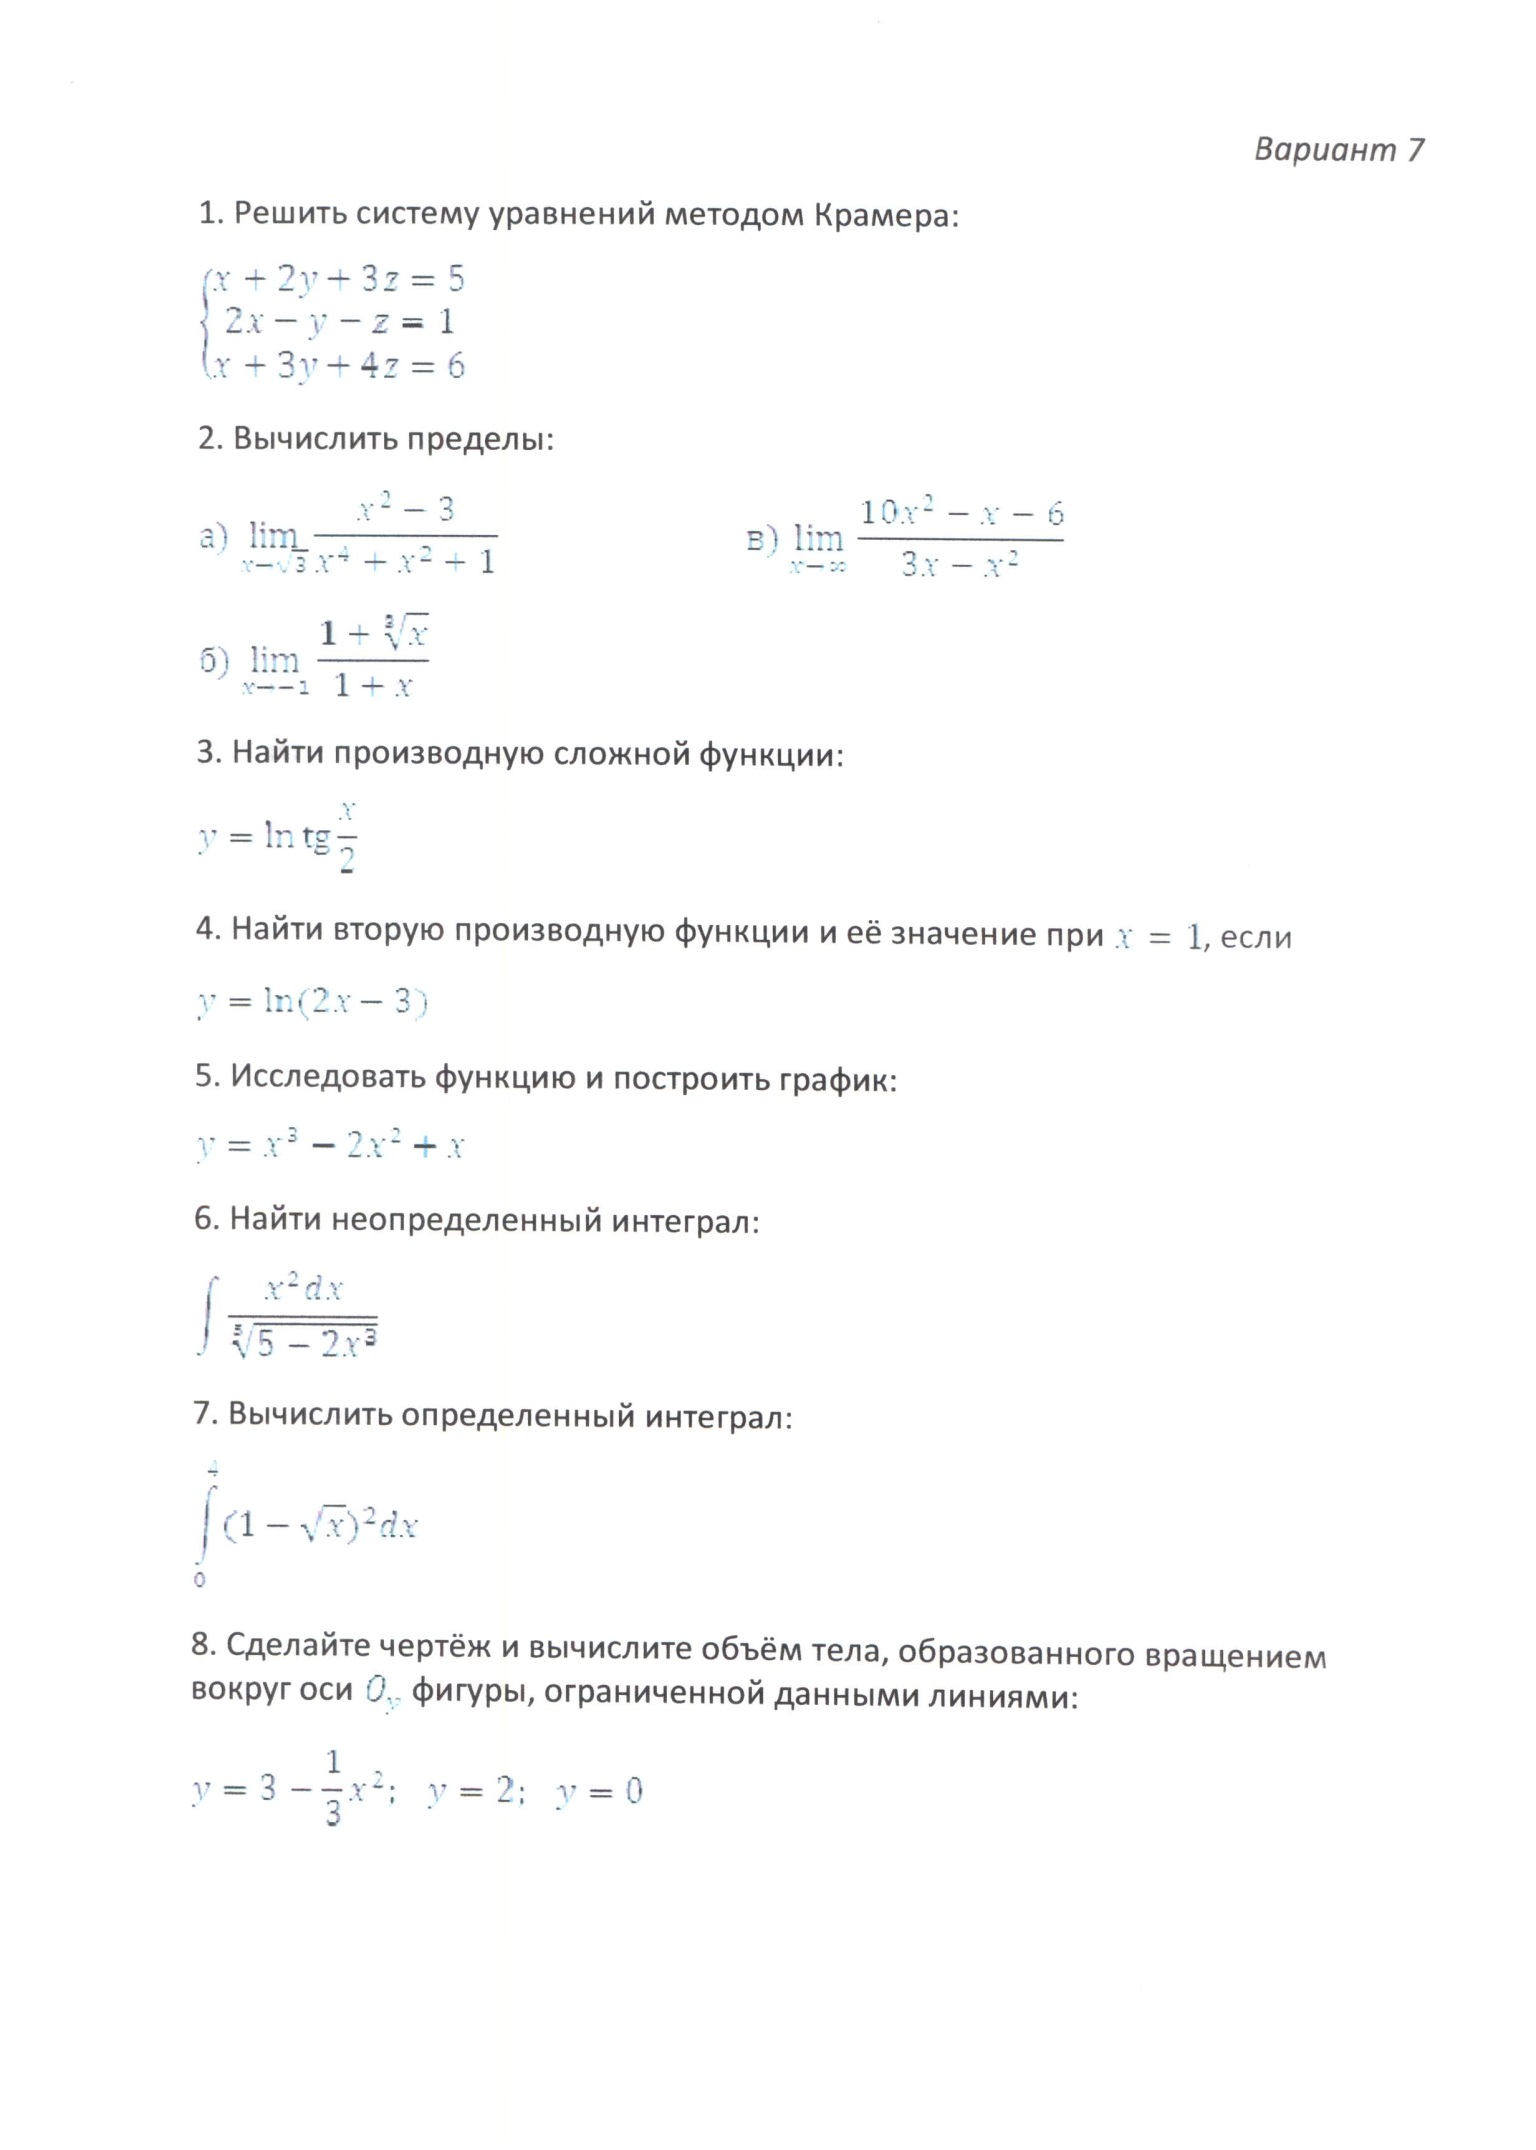 Вариант 7
1. Решить систему уравнений методом Крамера:
x + 2y + 3z = 5
2x − y − z = 1
x + 3y + 4z = 6
2. Вычислить пределы:
а) lim x→√3 (x² − 3)/(x⁴ + x² + 1) в) lim x→∞ (10x² − x − 6)/(3x − x²)
б) lim x→−1 (1 + ∛x)/(1 + x)
3. Найти производную сложной функции:
y = ln tg x/2
4. Найти вторую производную функции и её значение при x = 1, если
y = ln(2x − 3)
5. Исследовать функцию и построить график:
y = x³ − 2x² + x
6. Найти неопределенный интеграл:
∫ x²dx / ⁵√(5 − 2x³)
7. Вычислить определенный интеграл:
∫₀⁴ (1 − √x)²dx
8. Сделайте чертёж и вычислите объём тела, образованного вращением
вокруг оси Oy фигуры, ограниченной данными линиями:
y = 3 − 1/3 x²; y = 2; y = 0